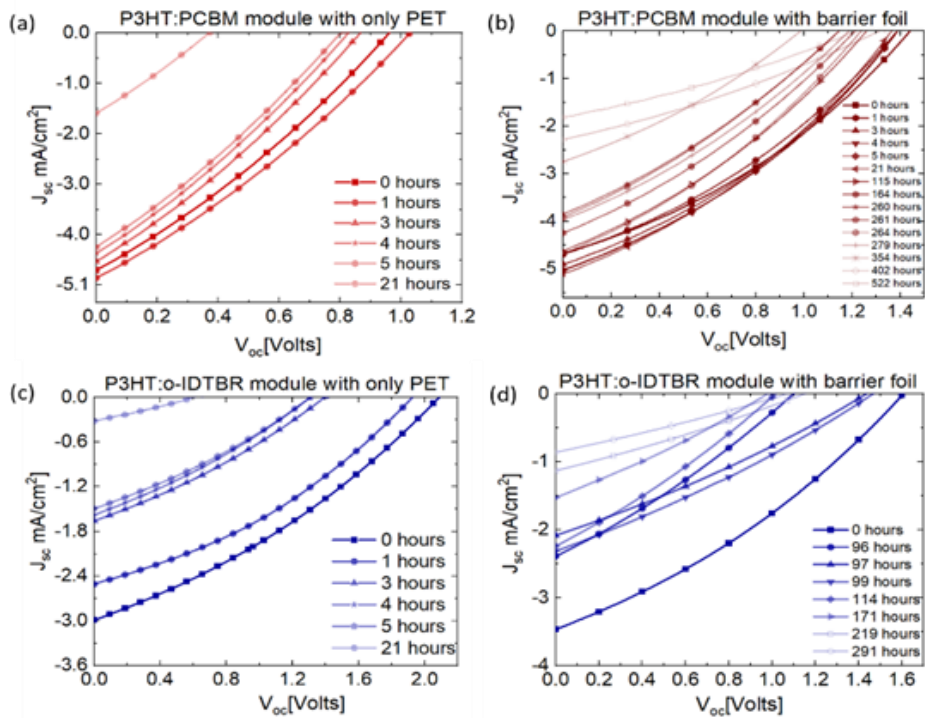 (a)
P3HT:PCBM module with only PET
0.0
-1.0
-2.0
-3.0
-4.0
-5.1
J_sc mA/cm²
0 hours
1 hours
3 hours
4 hours
5 hours
21 hours
0.0 0.2 0.4 0.6 0.8 1.0 1.2
V_oc[Volts]
(b)
P3HT:PCBM module with barrier foil
0
-1
-2
-3
-4
-5
J_sc mA/cm²
0 hours
1 hours
3 hours
4 hours
5 hours
21 hours
115 hours
164 hours
260 hours
261 hours
264 hours
279 hours
354 hours
402 hours
522 hours
0.0 0.2 0.4 0.6 0.8 1.0 1.2 1.4
V_oc[Volts]
(c)
P3HT:o-IDTBR module with only PET
0.0
-0.6
-1.2
-1.8
-2.4
-3.0
-3.6
J_sc mA/cm²
0 hours
1 hours
3 hours
4 hours
5 hours
21 hours
0.0 0.4 0.8 1.2 1.6 2.0
V_oc[Volts]
(d)
P3HT:o-IDTBR module with barrier foil
0
-1
-2
-3
-4
J_sc mA/cm²
0 hours
96 hours
97 hours
99 hours
114 hours
171 hours
219 hours
291 hours
0.0 0.2 0.4 0.6 0.8 1.0 1.2 1.4 1.6
V_oc[Volts]